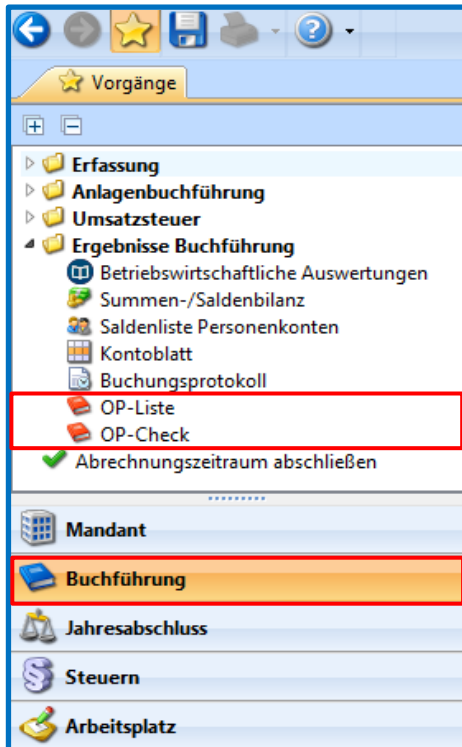 Vorgänge
Erfassung
Anlagenbuchführung
Umsatzsteuer
Ergebnisse Buchführung
Betriebswirtschaftliche Auswertungen
Summen-/Saldenbilanz
Saldenliste Personenkonten
Kontoblatt
Buchungsprotokoll
OP-Liste
OP-Check
Abrechnungszeitraum abschließen
Mandant
Buchführung
Jahresabschluss
Steuern
Arbeitsplatz